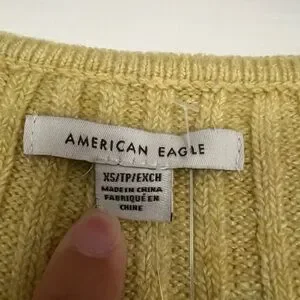 AMERICAN EAGLE
XS/TP/EXCH
MADE IN CHINA
FABRIQUÉ EN
CHINE